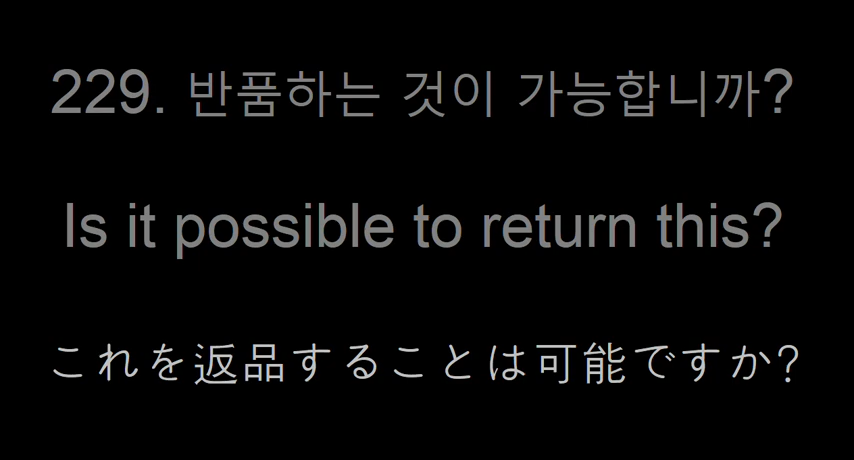 229. 반품하는 것이 가능합니까?
Is it possible to return this?
これを返品することは可能ですか?